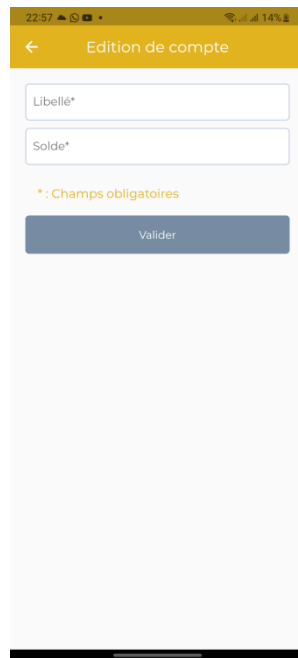 22:57 14%
Edition de compte
Libellé*
Solde*
* : Champs obligatoires
Valider